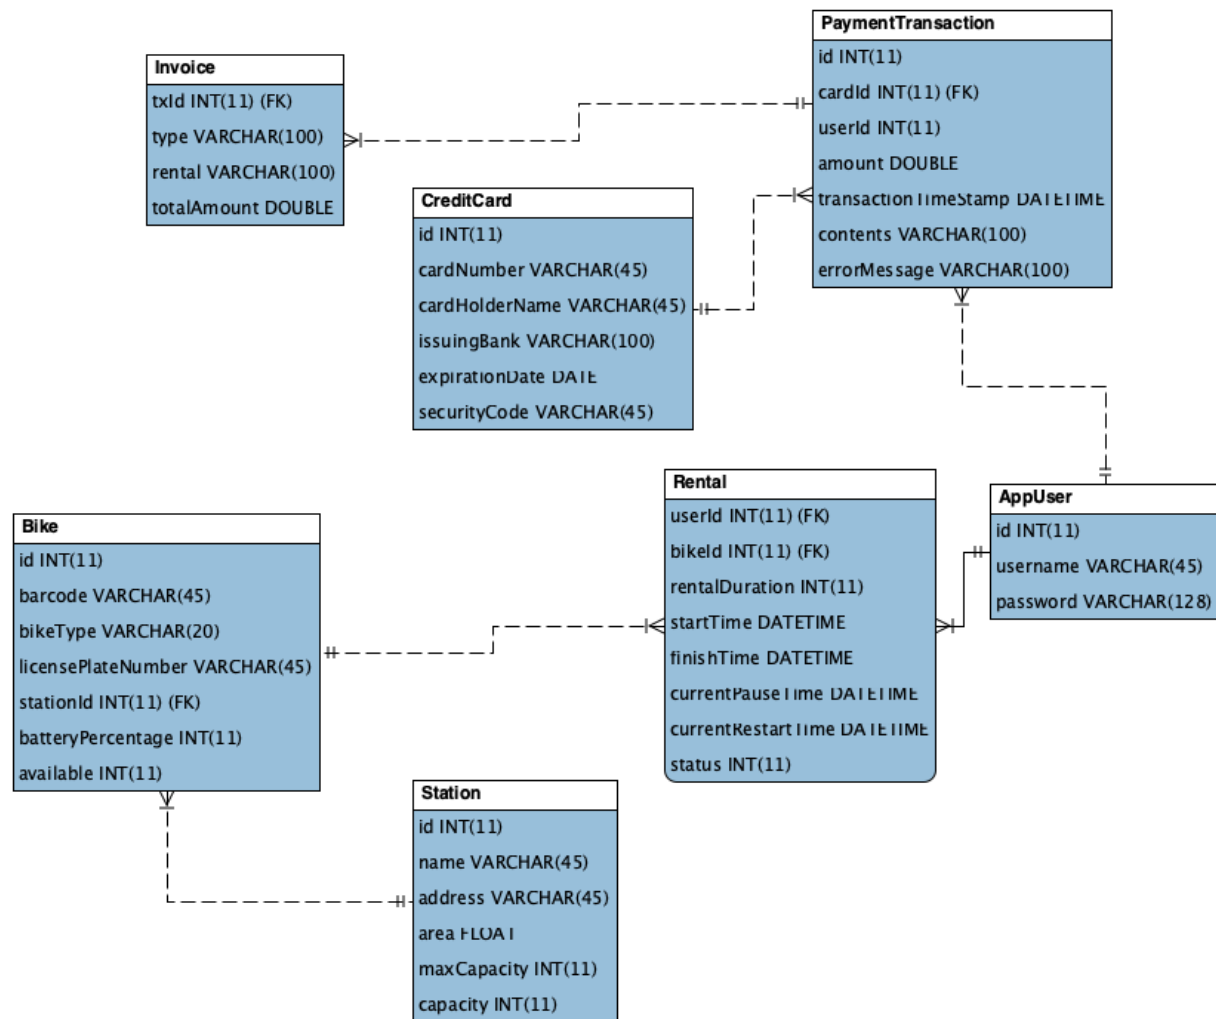 PaymentTransaction
id INT(11)
cardId INT(11) (FK)
userId INT(11)
amount DOUBLE
transactionTimeStamp DATETIME
contents VARCHAR(100)
errorMessage VARCHAR(100)
Invoice
txId INT(11) (FK)
type VARCHAR(100)
rental VARCHAR(100)
totalAmount DOUBLE
CreditCard
id INT(11)
cardNumber VARCHAR(45)
cardHolderName VARCHAR(45)
issuingBank VARCHAR(100)
expirationDate DATE
securityCode VARCHAR(45)
Rental
userId INT(11) (FK)
bikeId INT(11) (FK)
rentalDuration INT(11)
startTime DATETIME
finishTime DATETIME
currentPauseTime DATETIME
currentRestartTime DATETIME
status INT(11)
AppUser
id INT(11)
username VARCHAR(45)
password VARCHAR(128)
Bike
id INT(11)
barcode VARCHAR(45)
bikeType VARCHAR(20)
licensePlateNumber VARCHAR(45)
stationId INT(11) (FK)
batteryPercentage INT(11)
available INT(11)
Station
id INT(11)
name VARCHAR(45)
address VARCHAR(45)
area FLOAT
maxCapacity INT(11)
capacity INT(11)